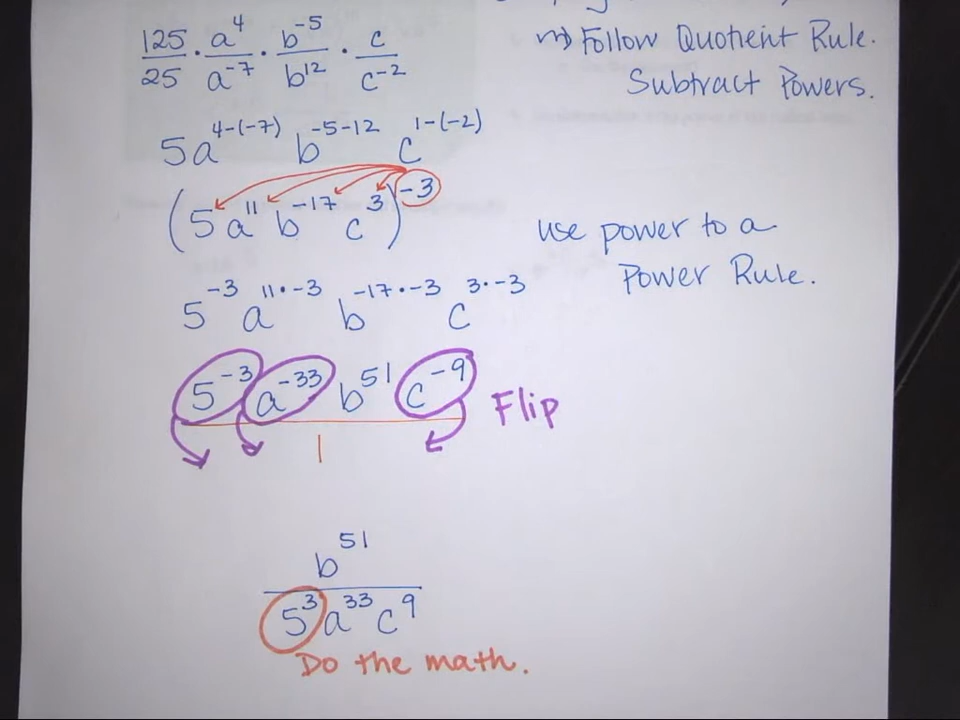 125/25 · a^4/a^-7 · b^-5/b^12 · c/c^-2
⇝ Follow Quotient Rule.
Subtract Powers.
5a^4-(-7) b^-5-12 c^1-(-2)
(5a^11 b^-17 c^3)^-3
use power to a
Power Rule.
5^-3 a^11·-3 b^-17·-3 c^3·-3
5^-3 a^-33 b^51 c^-9
Flip
1
b^51
5^3 a^33 c^9
Do the math.